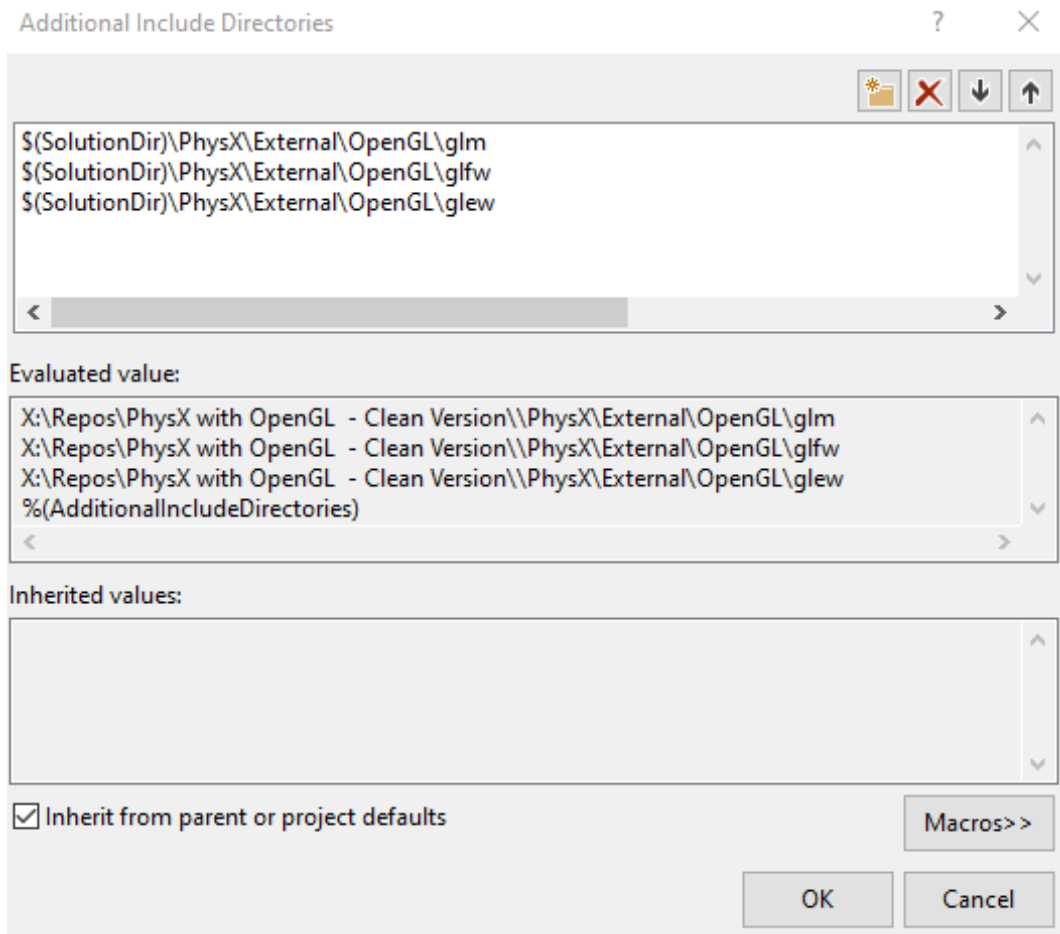 Additional Include Directories
$(SolutionDir)\PhysX\External\OpenGL\glm
$(SolutionDir)\PhysX\External\OpenGL\glfw
$(SolutionDir)\PhysX\External\OpenGL\glew
Evaluated value:
X:\Repos\PhysX with OpenGL  - Clean Version\\PhysX\External\OpenGL\glm
X:\Repos\PhysX with OpenGL  - Clean Version\\PhysX\External\OpenGL\glfw
X:\Repos\PhysX with OpenGL  - Clean Version\\PhysX\External\OpenGL\glew
%(AdditionalIncludeDirectories)
Inherited values:
Inherit from parent or project defaults
Macros>>
OK
Cancel